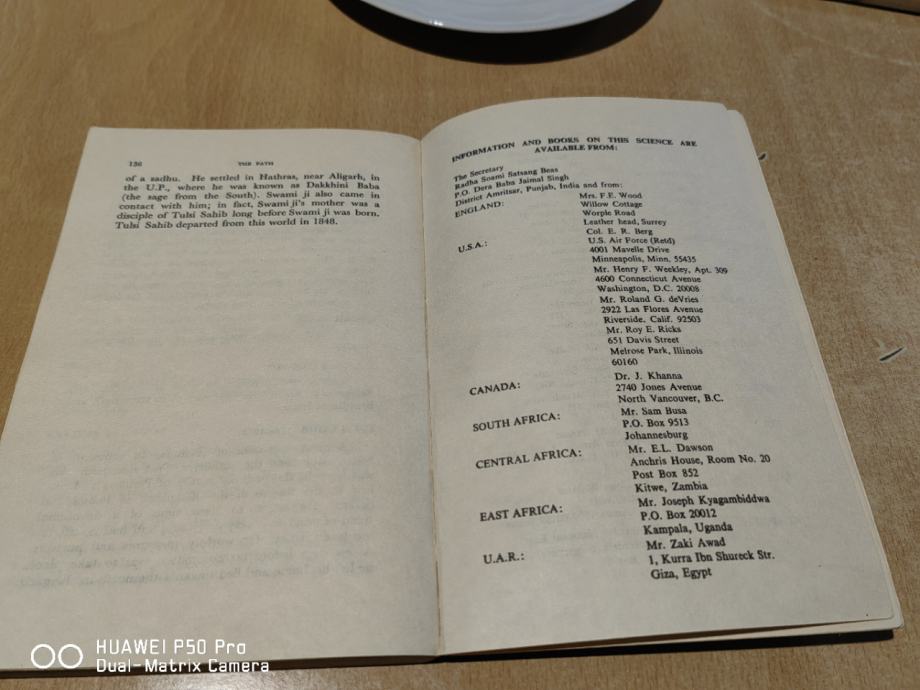 136
THE PATH
of a sadhu. He settled in Hathras, near Aligarh, in
the U.P., where he was known as Dakkhini Baba
(the sage from the South). Swami ji also came in
contact with him; in fact, Swami ji's mother was a
disciple of Tulsi Sahib long before Swami ji was born.
Tulsi Sahib departed from this world in 1848.
INFORMATION AND BOOKS ON THIS SCIENCE ARE
AVAILABLE FROM:
The Secretary
Radha Soami Satsang Beas
P.O. Dera Baba Jaimal Singh
District Amritsar, Punjab, India and from:
ENGLAND: Mrs. F.E. Wood
Willow Cottage
Worple Road
Leather head, Surrey
U.S.A.: Col. E. R. Berg
U.S. Air Force (Retd)
4001 Mavelle Drive
Minneapolis, Minn. 55435
Mr. Henry F. Weekley, Apt. 309
4600 Connecticut Avenue
Washington, D.C. 20008
Mr. Roland G. deVries
2922 Las Flores Avenue
Riverside. Calif. 92503
Mr. Roy E. Ricks
651 Davis Street
Melrose Park, Illinois
60160
CANADA: Dr. J. Khanna
2740 Jones Avenue
North Vancouver, B.C.
SOUTH AFRICA: Mr. Sam Busa
P.O. Box 9513
Johannesburg
CENTRAL AFRICA: Mr. E.L. Dawson
Anchris House, Room No. 20
Post Box 852
Kitwe, Zambia
EAST AFRICA: Mr. Joseph Kyagambiddwa
P.O. Box 20012
Kampala, Uganda
U.A.R.: Mr. Zaki Awad
1, Kurra Ibn Shureck Str.
Giza, Egypt
HUAWEI P50 Pro
Dual-Matrix Camera